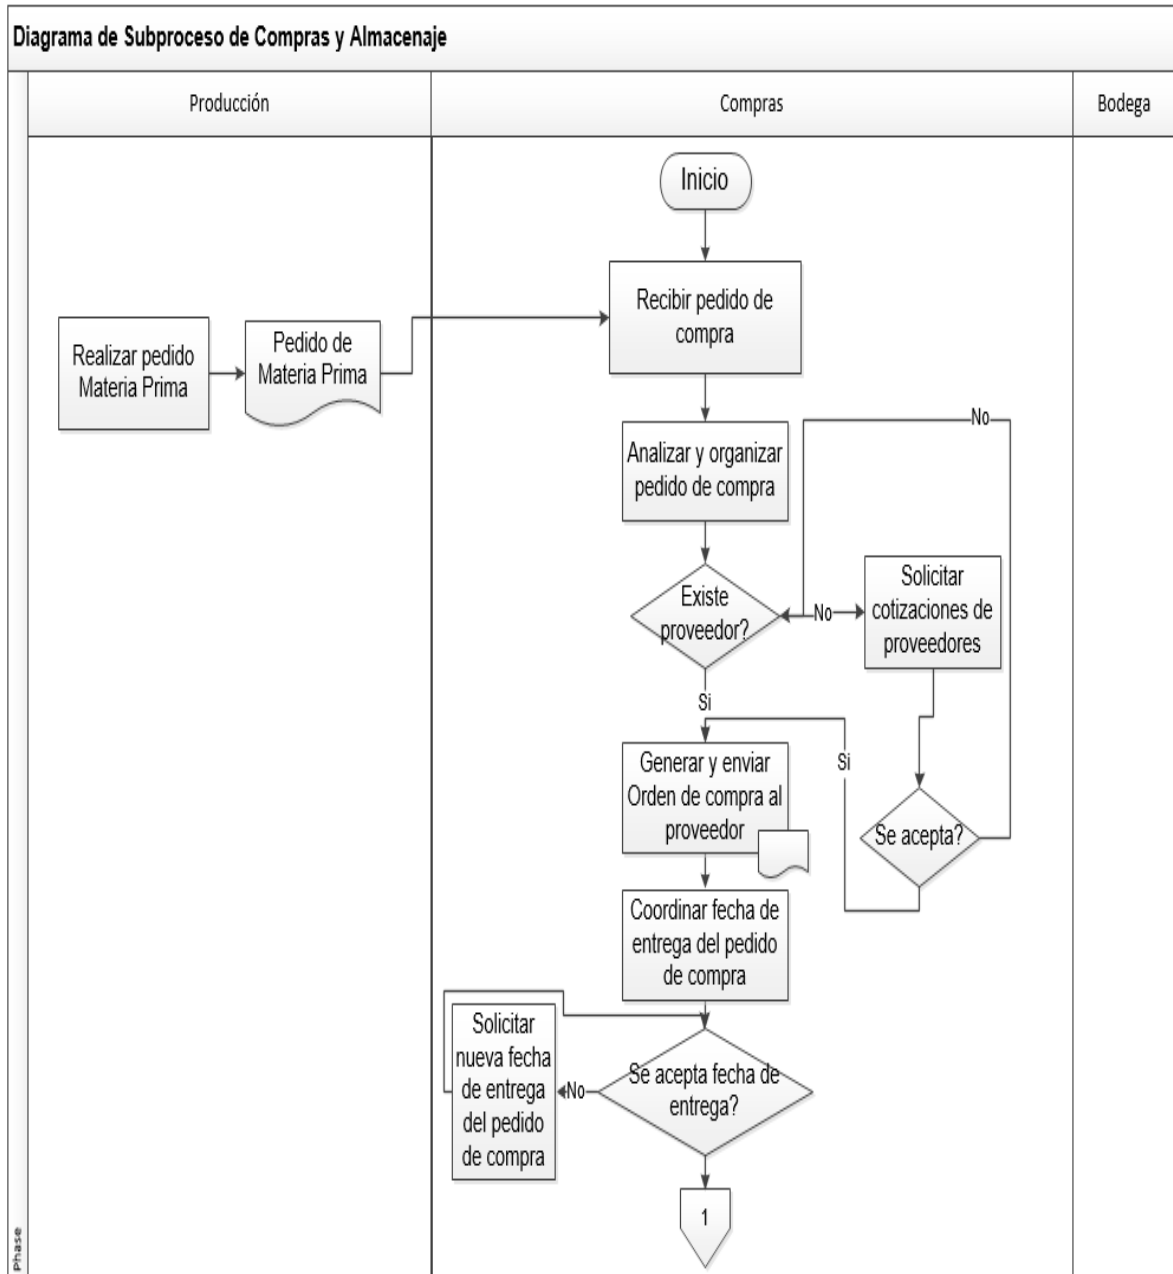 Diagrama de Subproceso de Compras y Almacenaje
Producción
Compras
Bodega
Inicio
Recibir pedido de
compra
Realizar pedido
Materia Prima
Pedido de
Materia Prima
Analizar y organizar
pedido de compra
No
Existe
proveedor?
No
Solicitar
cotizaciones de
proveedores
Si
Generar y enviar
Orden de compra al
proveedor
Si
Se acepta?
Coordinar fecha de
entrega del pedido
de compra
Solicitar
nueva fecha
de entrega
del pedido
de compra
No
Se acepta fecha de
entrega?
1
Phase